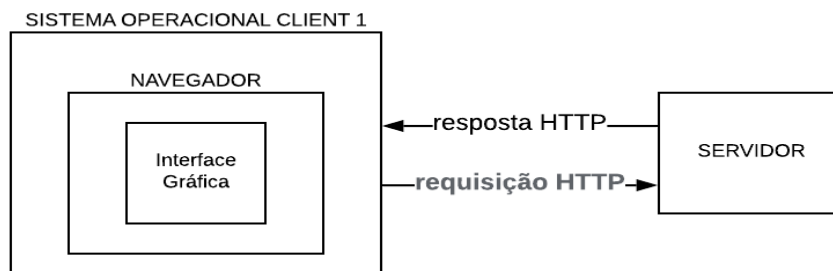 SISTEMA OPERACIONAL CLIENT 1
NAVEGADOR
Interface
Gráfica
resposta HTTP
requisição HTTP
SERVIDOR